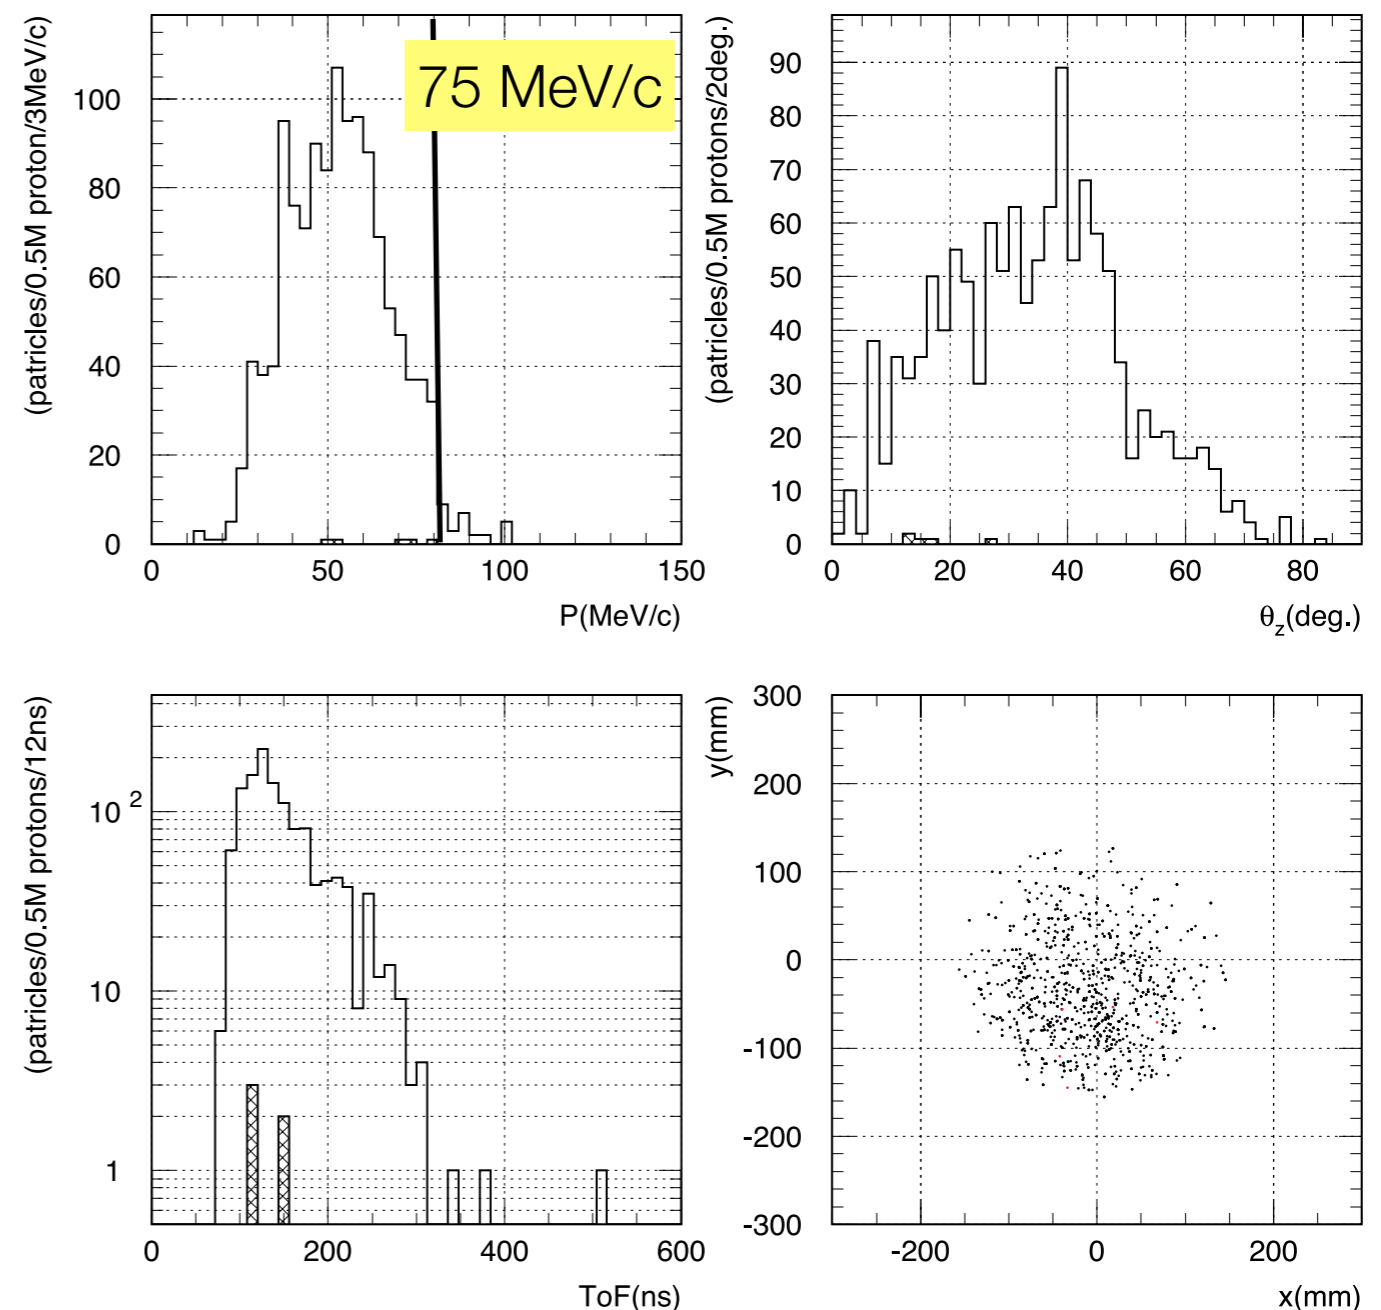 (patricles/0.5M proton/3MeV/c)
100
80
60
40
20
0
0 50 100 150
P(MeV/c)
75 MeV/c
(patricles/0.5M protons/2deg.)
90
80
70
60
50
40
30
20
10
0
0 20 40 60 80
θz(deg.)
(patricles/0.5M protons/12ns)
10 2
10
1
0 200 400 600
ToF(ns)
y(mm)
300
200
100
0
-100
-200
-300
-200 0 200
x(mm)